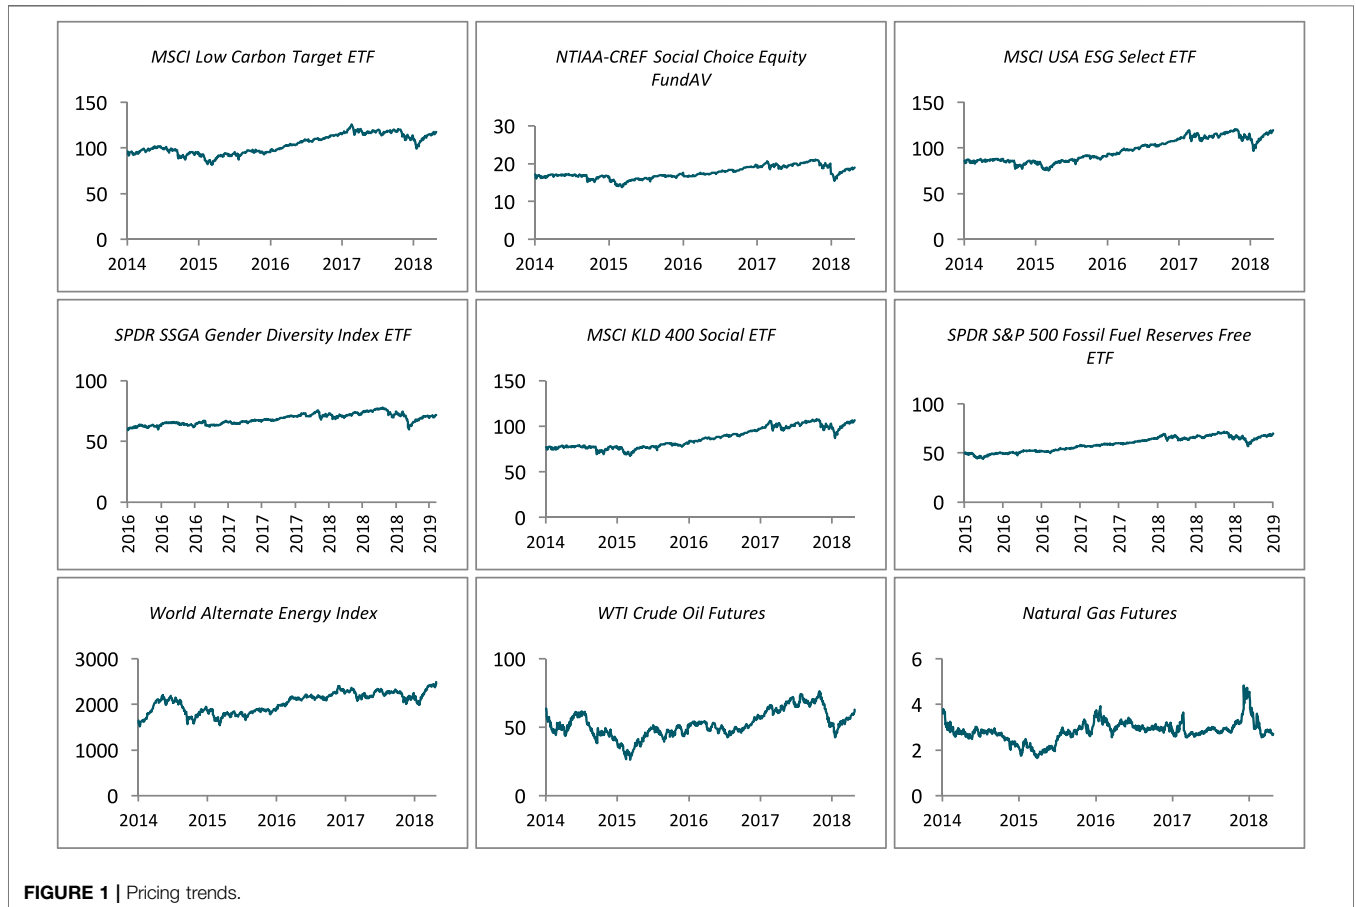 MSCI Low Carbon Target ETF
150
100
50
0
2014 2015 2016 2017 2018
NTIAA-CREF Social Choice Equity
FundAV
30
20
10
0
2014 2015 2016 2017 2018
MSCI USA ESG Select ETF
150
100
50
0
2014 2015 2016 2017 2018
SPDR SSGA Gender Diversity Index ETF
100
50
0
2016 2016 2016 2017 2017 2017 2018 2018 2018 2019
MSCI KLD 400 Social ETF
150
100
50
0
2014 2015 2016 2017 2018
SPDR S&P 500 Fossil Fuel Reserves Free
ETF
100
50
0
2015 2016 2016 2017 2017 2018 2018 2018 2019
World Alternate Energy Index
3000
2000
1000
0
2014 2015 2016 2017 2018
WTI Crude Oil Futures
100
50
0
2014 2015 2016 2017 2018
Natural Gas Futures
6
4
2
0
2014 2015 2016 2017 2018
FIGURE 1 | Pricing trends.